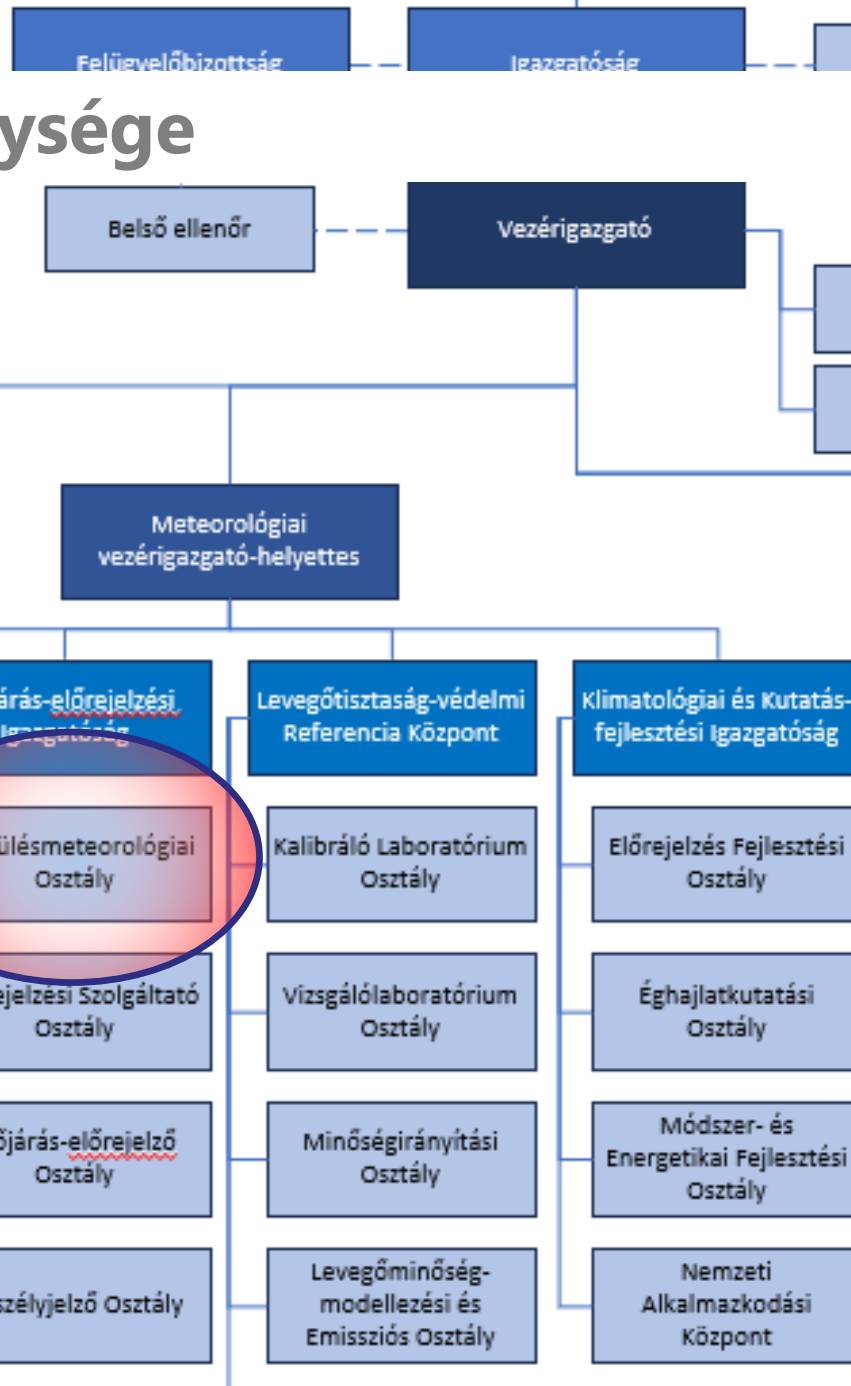 Felügyelőbizottság
Igazgatóság
ysége
Belső ellenőr
Vezérigazgató
Meteorológiai
vezérigazgató-helyettes
árás-előrejelzési
Igazgatóság
Levegőtisztaság-védelmi
Referencia Központ
Klimatológiai és Kutatás-
fejlesztési Igazgatóság
ülésmeteorológiai
Osztály
Kalibráló Laboratórium
Osztály
Előrejelzés Fejlesztési
Osztály
ejelzési Szolgáltató
Osztály
Vizsgálólaboratórium
Osztály
Éghajlatkutatási
Osztály
őjárás-előrejelző
Osztály
Minőségirányítási
Osztály
Módszer- és
Energetikai Fejlesztési
Osztály
szélyjelző Osztály
Levegőminőség-
modellezési és
Emissziós Osztály
Nemzeti
Alkalmazkodási
Központ